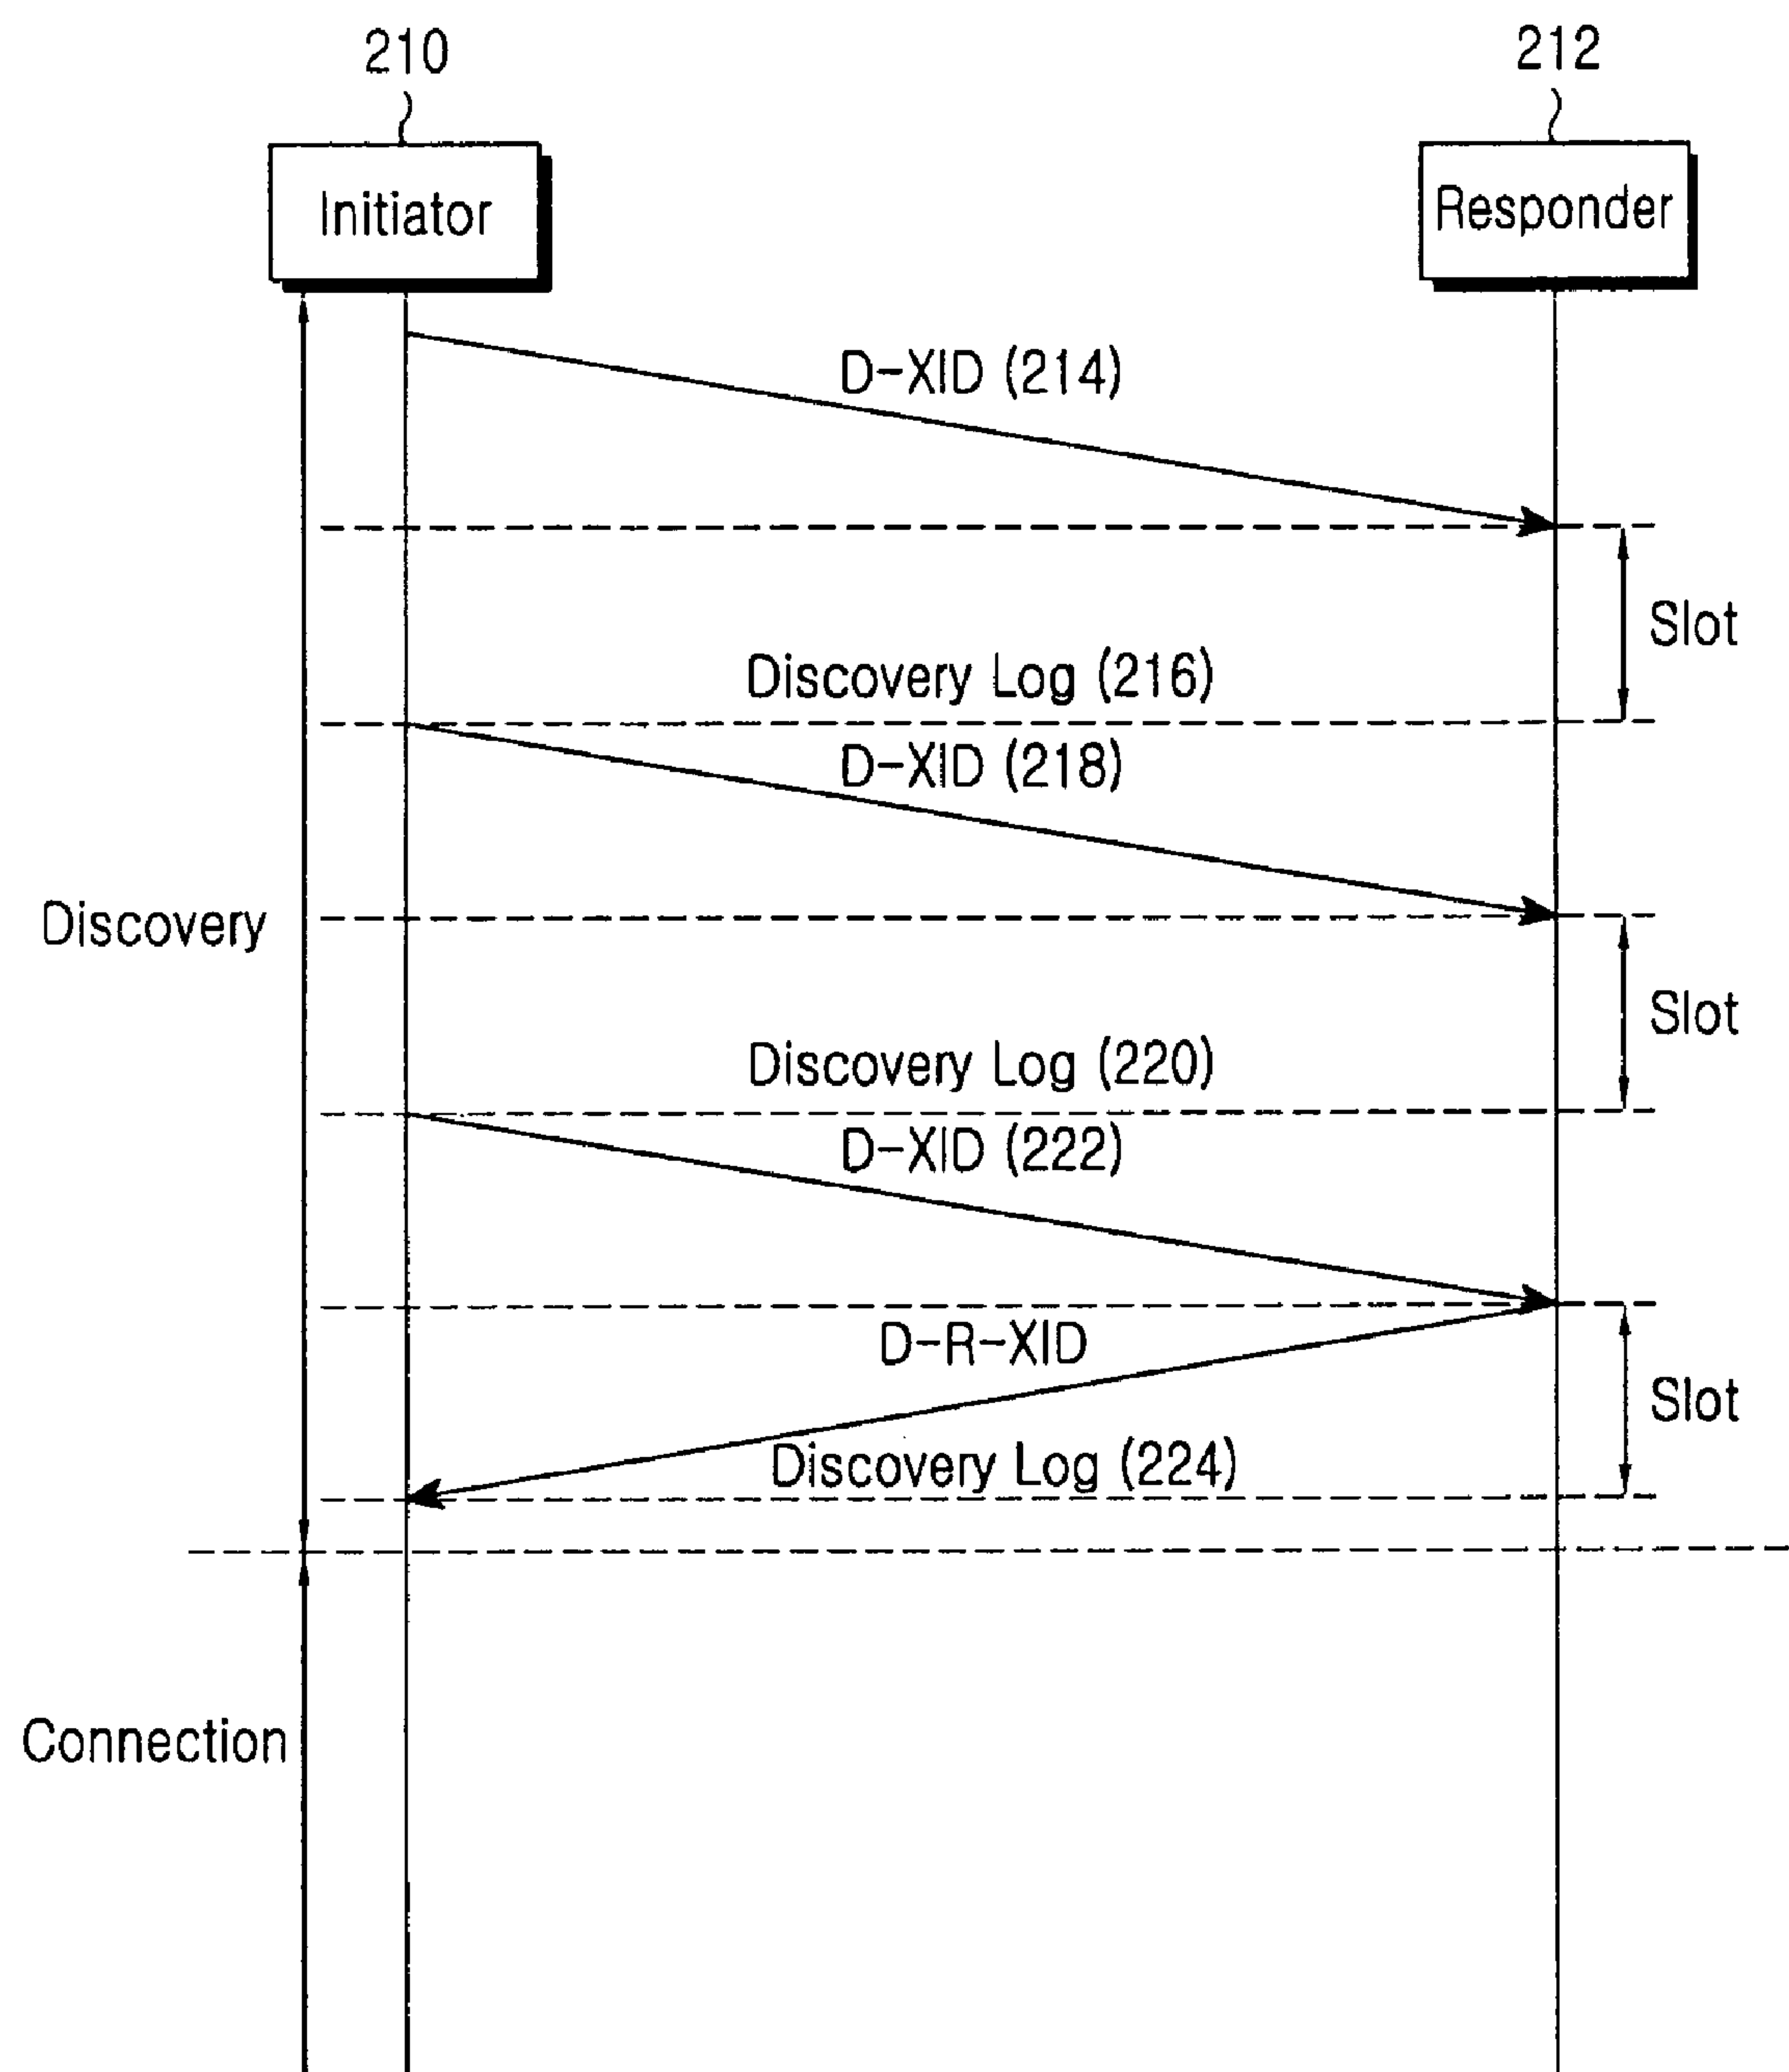 210
212
Initiator
Responder
D-XID (214)
Slot
Discovery Log (216)
D-XID (218)
Discovery
Slot
Discovery Log (220)
D-XID (222)
D-R-XID
Slot
Discovery Log (224)
Connection